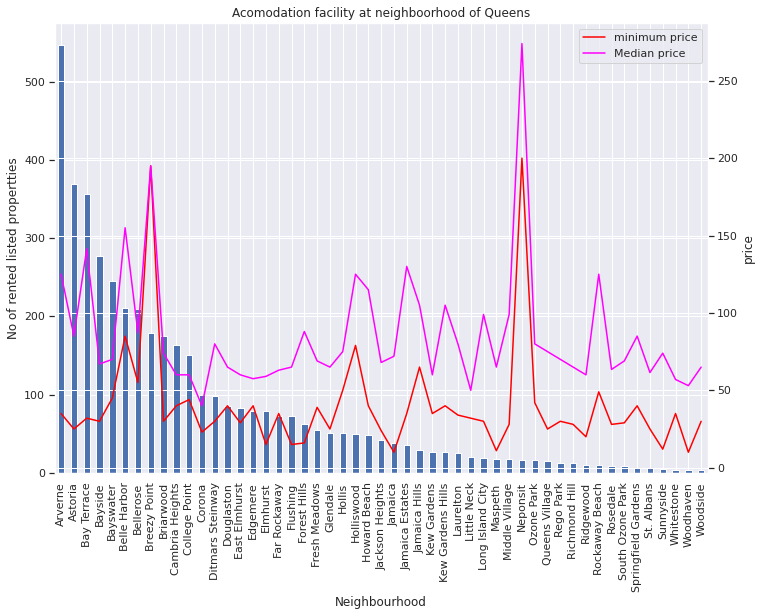 Acomodation facility at neighboorhood of Queens
minimum price
Median price
500
400
300
200
100
0
250
200
150
100
50
0
No of rented listed propertties
price
Arverne
Astoria
Bay Terrace
Bayside
Bayswater
Belle Harbor
Bellerose
Breezy Point
Briarwood
Cambria Heights
College Point
Corona
Ditmars Steinway
Douglaston
East Elmhurst
Edgemere
Elmhurst
Far Rockaway
Flushing
Forest Hills
Fresh Meadows
Glendale
Hollis
Holliswood
Howard Beach
Jackson Heights
Jamaica
Jamaica Estates
Jamaica Hills
Kew Gardens
Kew Gardens Hills
Laurelton
Little Neck
Long Island City
Maspeth
Middle Village
Neponsit
Ozone Park
Queens Village
Rego Park
Richmond Hill
Ridgewood
Rockaway Beach
Rosedale
South Ozone Park
Springfield Gardens
St. Albans
Sunnyside
Whitestone
Woodhaven
Woodside
Neighbourhood